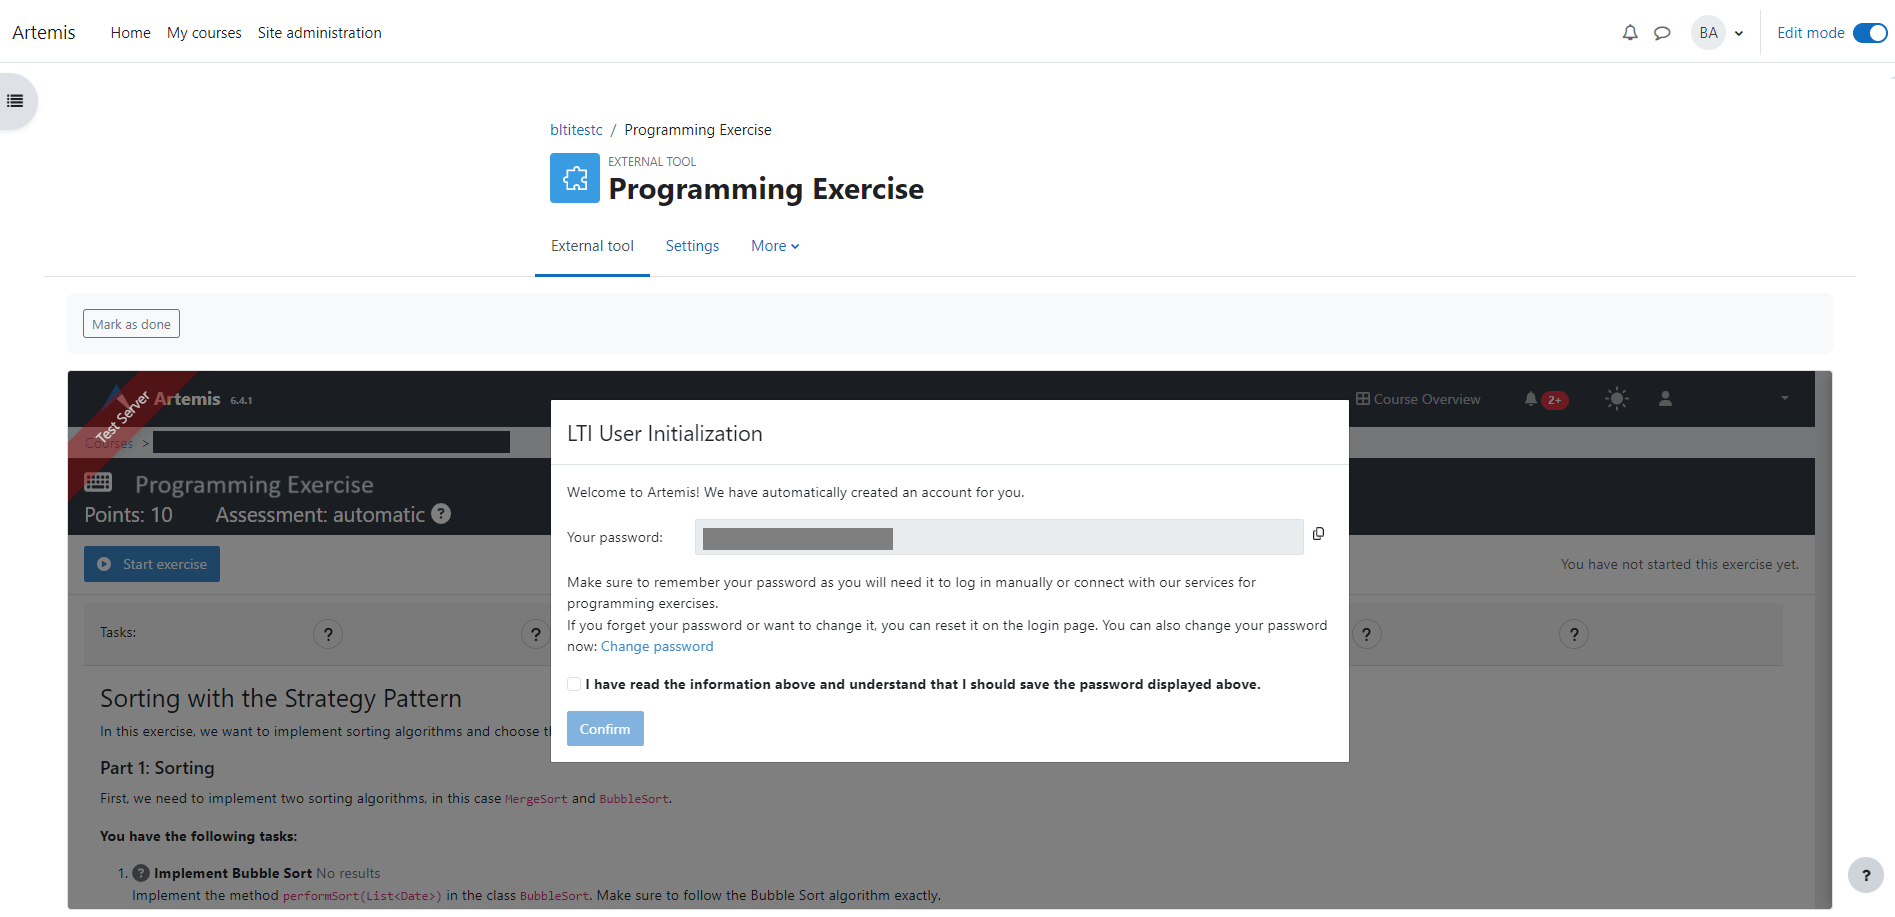 Artemis Home My courses Site administration BA Edit mode
bltitestc / Programming Exercise
EXTERNAL TOOL
Programming Exercise
External tool Settings More
Mark as done
Test Server
Artemis 6.4.1 Course Overview 2+
Courses >
Programming Exercise
Points: 10 Assessment: automatic ?
Start exercise You have not started this exercise yet.
Tasks: ? ? ? ?
Sorting with the Strategy Pattern
In this exercise, we want to implement sorting algorithms and choose
Part 1: Sorting
First, we need to implement two sorting algorithms, in this case MergeSort and BubbleSort.
You have the following tasks:
1. ? Implement Bubble Sort No results
Implement the method performSort(List<Date>) in the class BubbleSort. Make sure to follow the Bubble Sort algorithm exactly.
LTI User Initialization
Welcome to Artemis! We have automatically created an account for you.
Your password:
Make sure to remember your password as you will need it to log in manually or connect with our services for
programming exercises.
If you forget your password or want to change it, you can reset it on the login page. You can also change your password
now: Change password
I have read the information above and understand that I should save the password displayed above.
Confirm
?